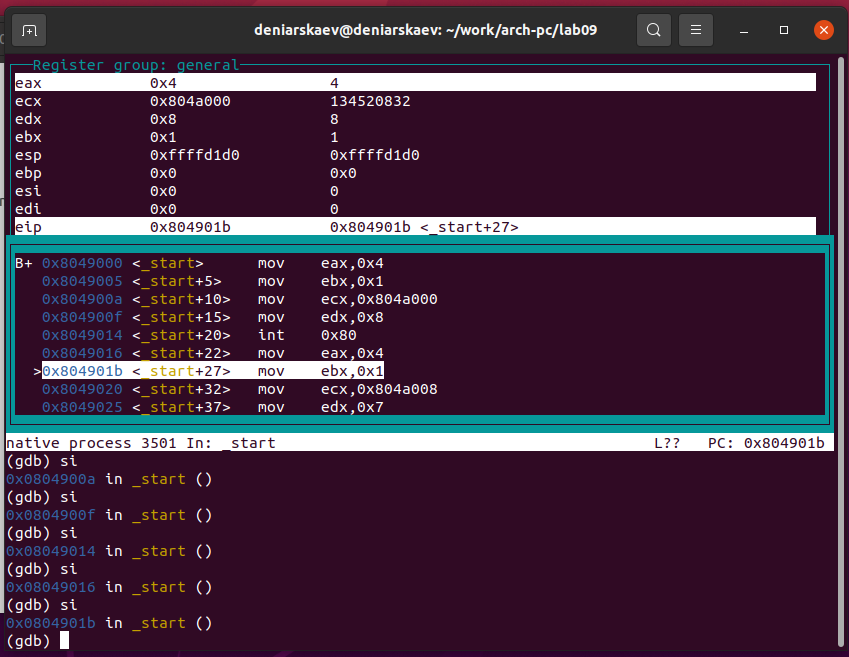 deniarskaev@deniarskaev: ~/work/arch-pc/lab09
Register group: general
eax 0x4 4
ecx 0x804a000 134520832
edx 0x8 8
ebx 0x1 1
esp 0xffffd1d0 0xffffd1d0
ebp 0x0 0x0
esi 0x0 0
edi 0x0 0
eip 0x804901b 0x804901b <_start+27>
B+ 0x8049000 <_start> mov eax,0x4
0x8049005 <_start+5> mov ebx,0x1
0x804900a <_start+10> mov ecx,0x804a000
0x804900f <_start+15> mov edx,0x8
0x8049014 <_start+20> int 0x80
0x8049016 <_start+22> mov eax,0x4
>0x804901b <_start+27> mov ebx,0x1
0x8049020 <_start+32> mov ecx,0x804a008
0x8049025 <_start+37> mov edx,0x7
native process 3501 In: _start L?? PC: 0x804901b
(gdb) si
0x0804900a in _start ()
(gdb) si
0x0804900f in _start ()
(gdb) si
0x08049014 in _start ()
(gdb) si
0x08049016 in _start ()
(gdb) si
0x0804901b in _start ()
(gdb)